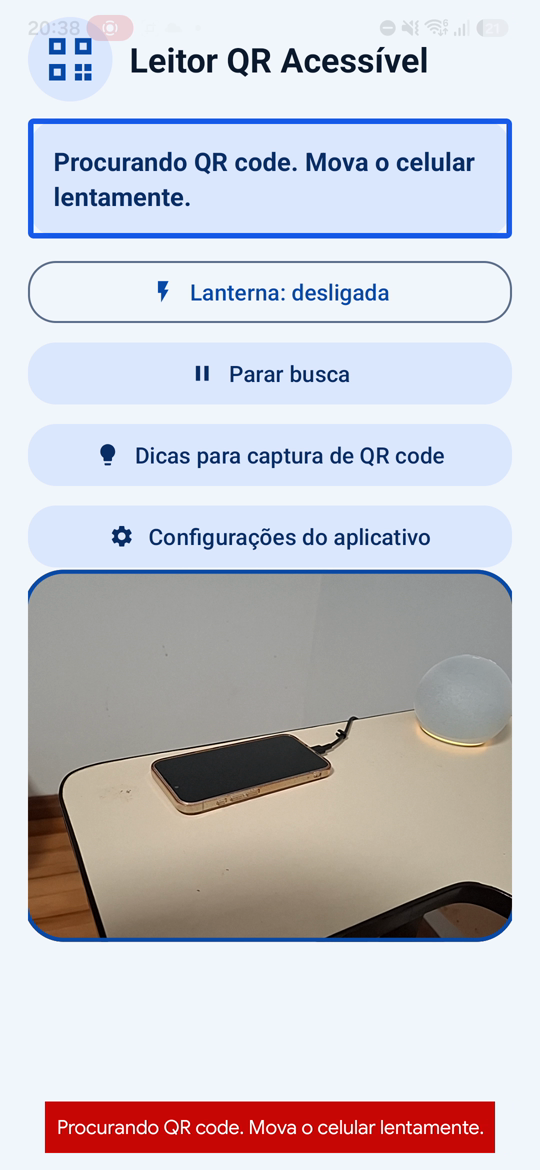 20:38
Leitor QR Acessível
Procurando QR code. Mova o celular
lentamente.
Lanterna: desligada
Parar busca
Dicas para captura de QR code
Configurações do aplicativo
Procurando QR code. Mova o celular lentamente.